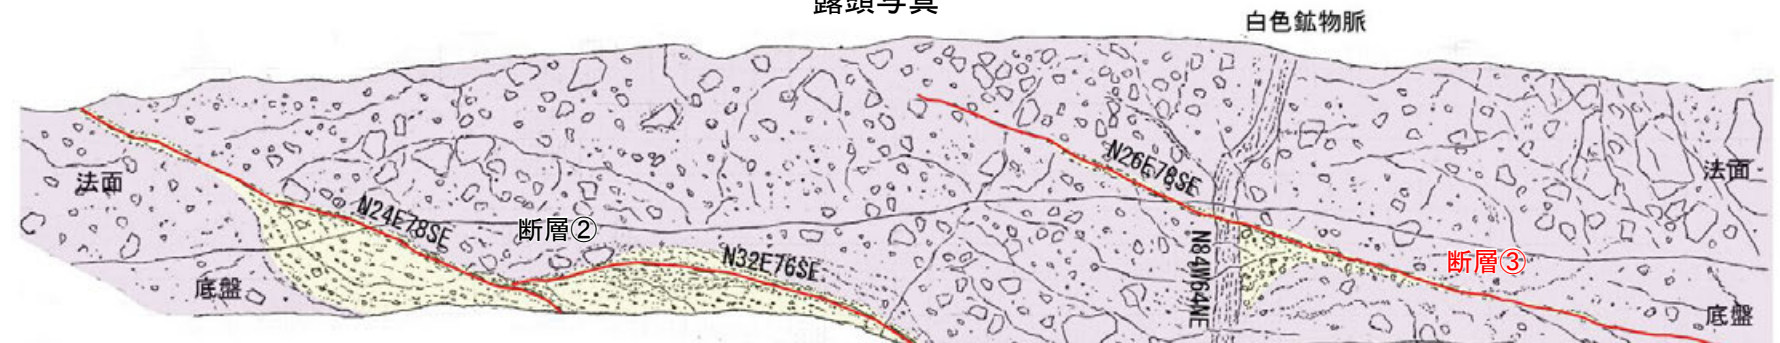 露頭写真
白色鉱物脈
法面
N24E78SE
断層②
N32E76SE
底盤
N26E78SE
N84W64NE
断層③
法面
底盤